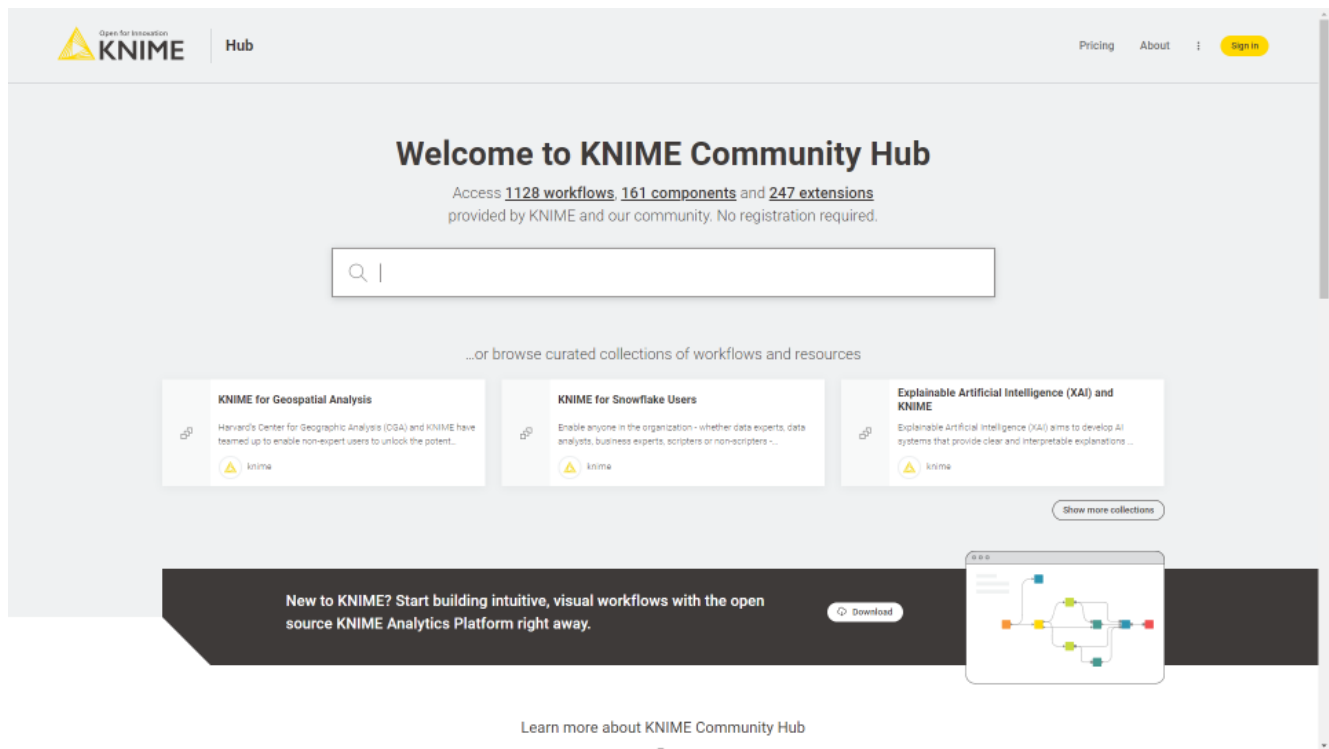 Open for Innovation
KNIME
Hub
Pricing
About
Sign in
Welcome to KNIME Community Hub
Access 1128 workflows, 161 components and 247 extensions
provided by KNIME and our community. No registration required.
...or browse curated collections of workflows and resources
KNIME for Geospatial Analysis
Harvard's Center for Geographic Analysis (CGA) and KNIME have
teamed up to enable non-expert users to unlock the potent...
knime
KNIME for Snowflake Users
Enable anyone in the organization - whether data experts, data
analysts, business experts, scripters or non-scripters -...
knime
Explainable Artificial Intelligence (XAI) and
KNIME
Explainable Artificial Intelligence (XAI) aims to develop AI
systems that provide clear and interpretable explanations ...
knime
Show more collections
New to KNIME? Start building intuitive, visual workflows with the open
source KNIME Analytics Platform right away.
Download
Learn more about KNIME Community Hub